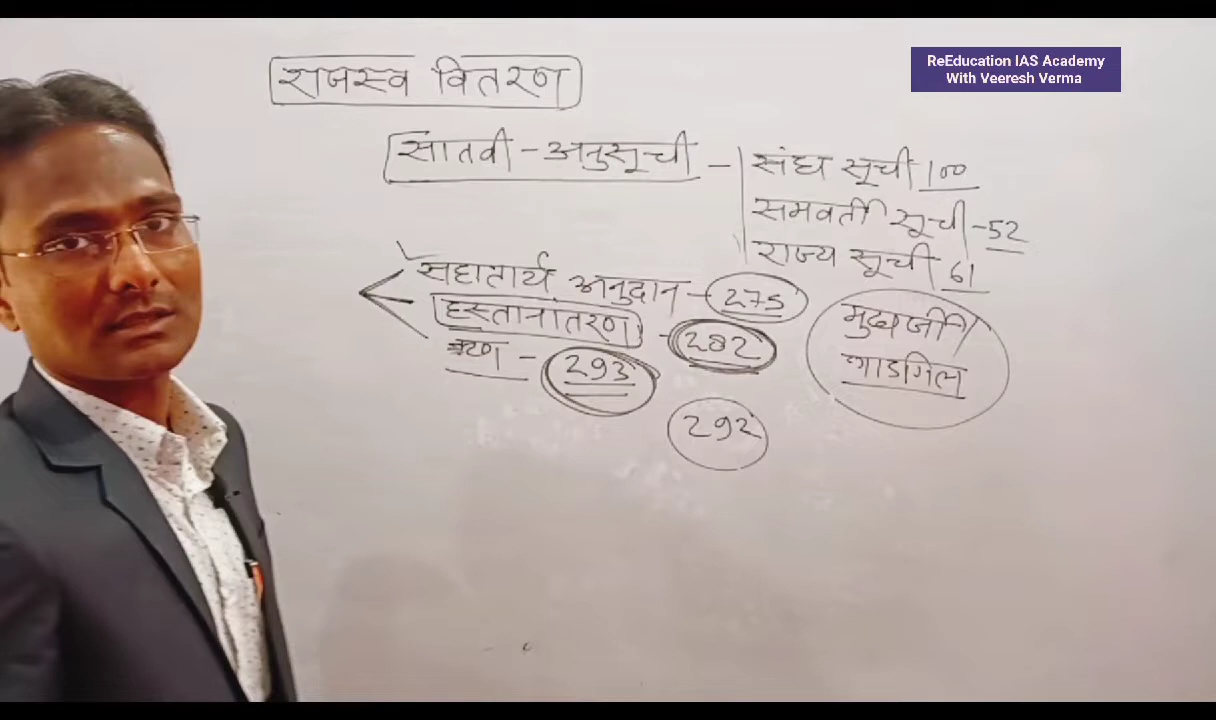 ReEducation IAS Academy
With Veeresh Verma
राजस्व वितरण
सातवी - अनुसूची - संघ सूची 100
समवर्ती सूची - 52
राज्य सूची 61
सहातार्य अनुदान - 275
हस्तानांतरण - 282
ऋण - 293
292
मुखर्जी
गाडगिल